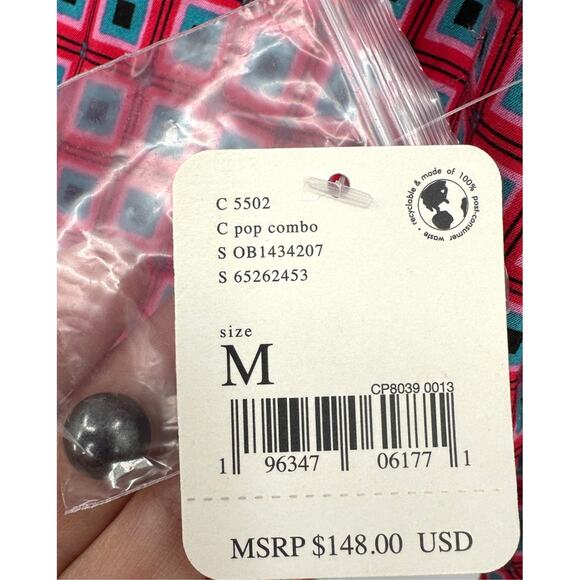 C 5502
C pop combo
S OB1434207
S 65262453
recyclable & made of 100% post-consumer waste •
size
M
CP8039 0013
1 96347 06177 1
MSRP $148.00 USD